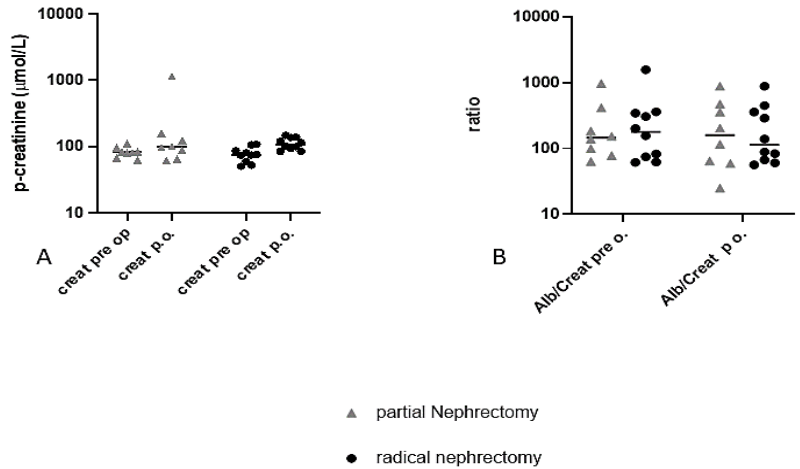 10000
1000
100
10
p-creatinine (µmol/L)
creat pre op
creat p.o.
creat pre op
creat p.o.
A
10000
1000
100
10
ratio
Alb/Creat pre o.
Alb/Creat p o.
B
partial Nephrectomy
radical nephrectomy